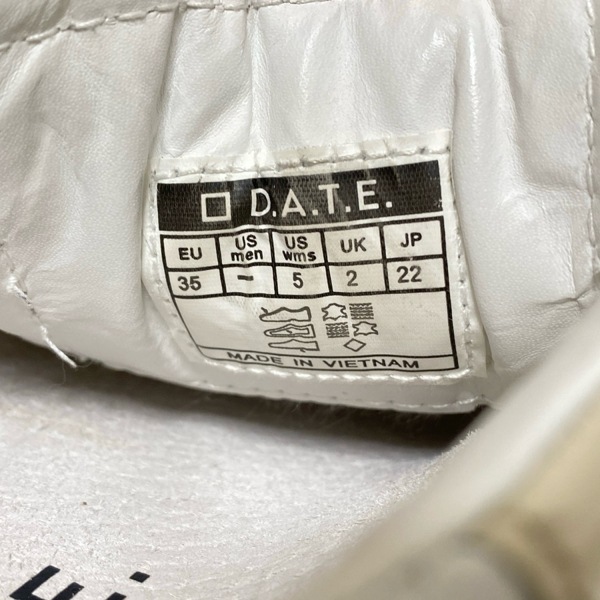 D.A.T.E.
EU US men US wms UK JP
35 - 5 2 22
MADE IN VIETNAM